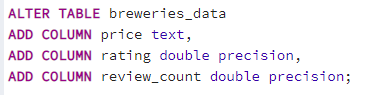 ALTER TABLE breweries_data
ADD COLUMN price text,
ADD COLUMN rating double precision,
ADD COLUMN review_count double precision;